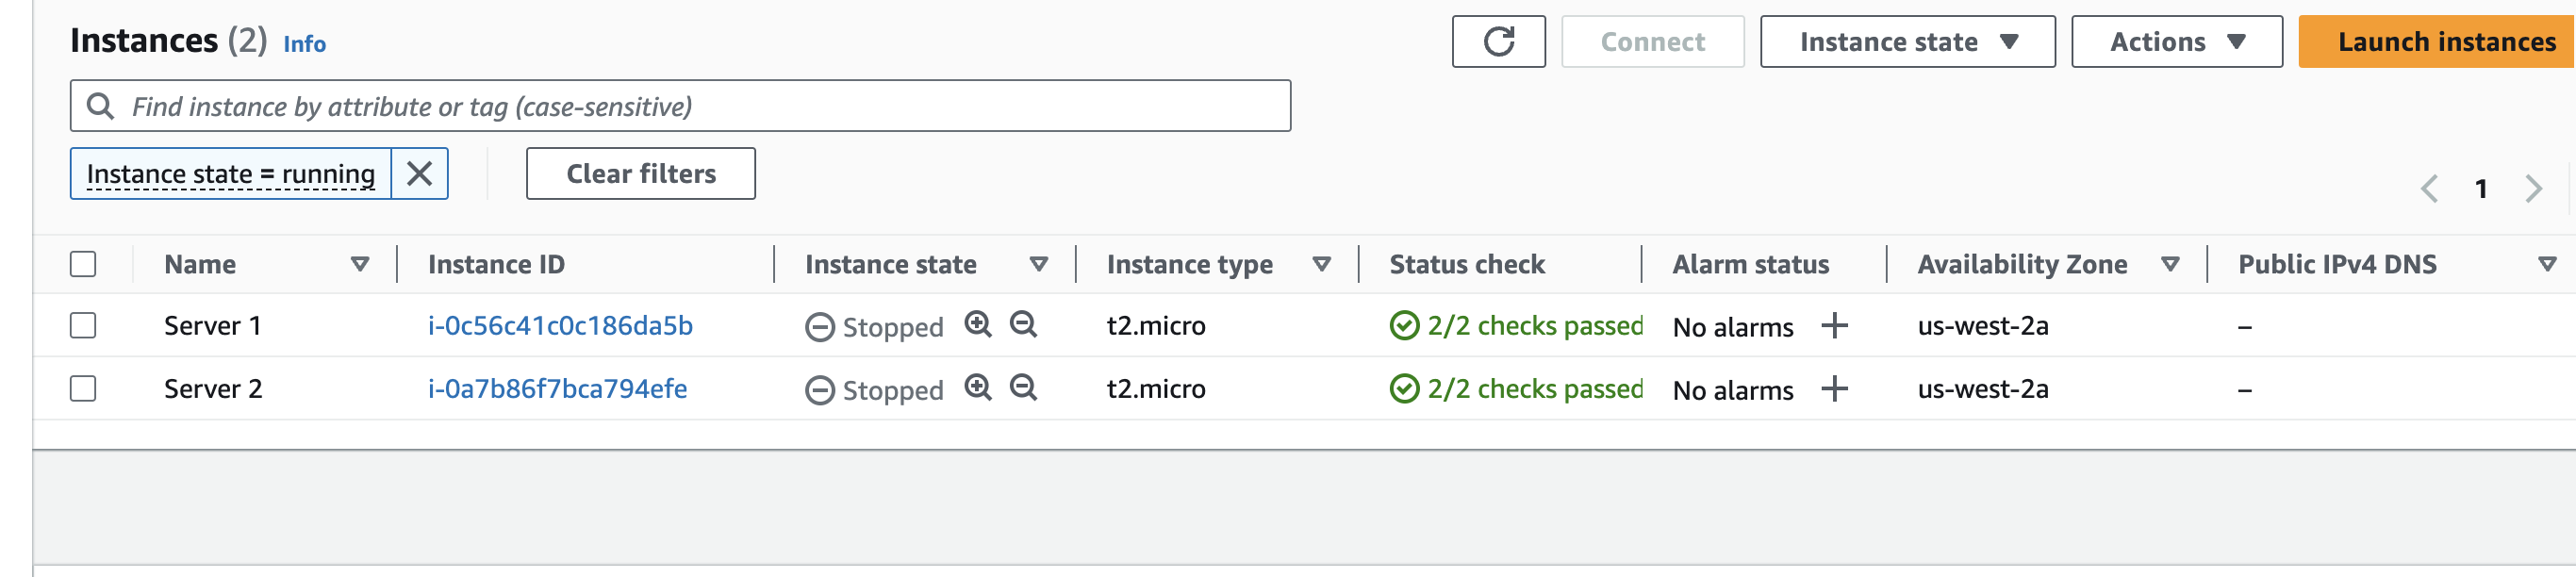 Instances (2) Info
Connect Instance state Actions Launch instances
Find instance by attribute or tag (case-sensitive)
Instance state = running Clear filters
1
Name Instance ID Instance state Instance type Status check Alarm status Availability Zone Public IPv4 DNS
Server 1 i-0c56c41c0c186da5b Stopped t2.micro 2/2 checks passed No alarms us-west-2a –
Server 2 i-0a7b86f7bca794efe Stopped t2.micro 2/2 checks passed No alarms us-west-2a –